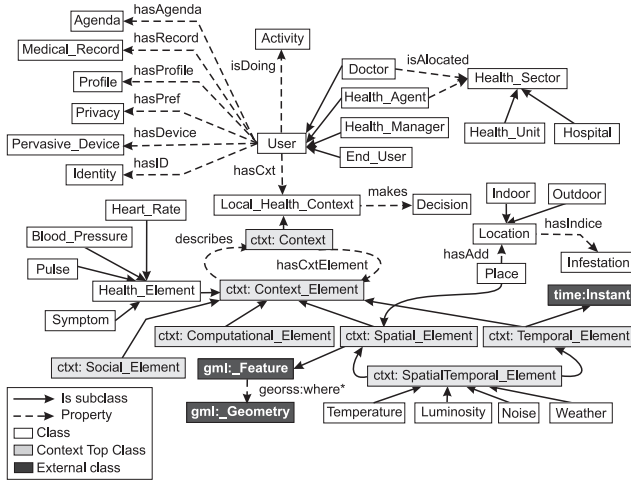 Agenda
hasAgenda
Activity
Medical_Record
hasRecord
isDoing
Doctor
isAlocated
Profile
hasProfile
Health_Agent
Health_Sector
Privacy
hasPref
Health_Manager
Pervasive_Device
hasDevice
User
End_User
Health_Unit
Hospital
Identity
hasID
hasCxt
Heart_Rate
Local_Health_Context
makes
Decision
Indoor
Outdoor
Blood_Pressure
describes
ctxt: Context
Location
hasIndice
Pulse
hasCxtElement
hasAdd
Infestation
Health_Element
ctxt: Context_Element
Place
time:Instant
Symptom
ctxt: Computational_Element
ctxt: Spatial_Element
ctxt: Temporal_Element
ctxt: Social_Element
gml:_Feature
ctxt: SpatialTemporal_Element
georss:where*
gml:_Geometry
Temperature
Luminosity
Noise
Weather
Is subclass
Property
Class
Context Top Class
External class